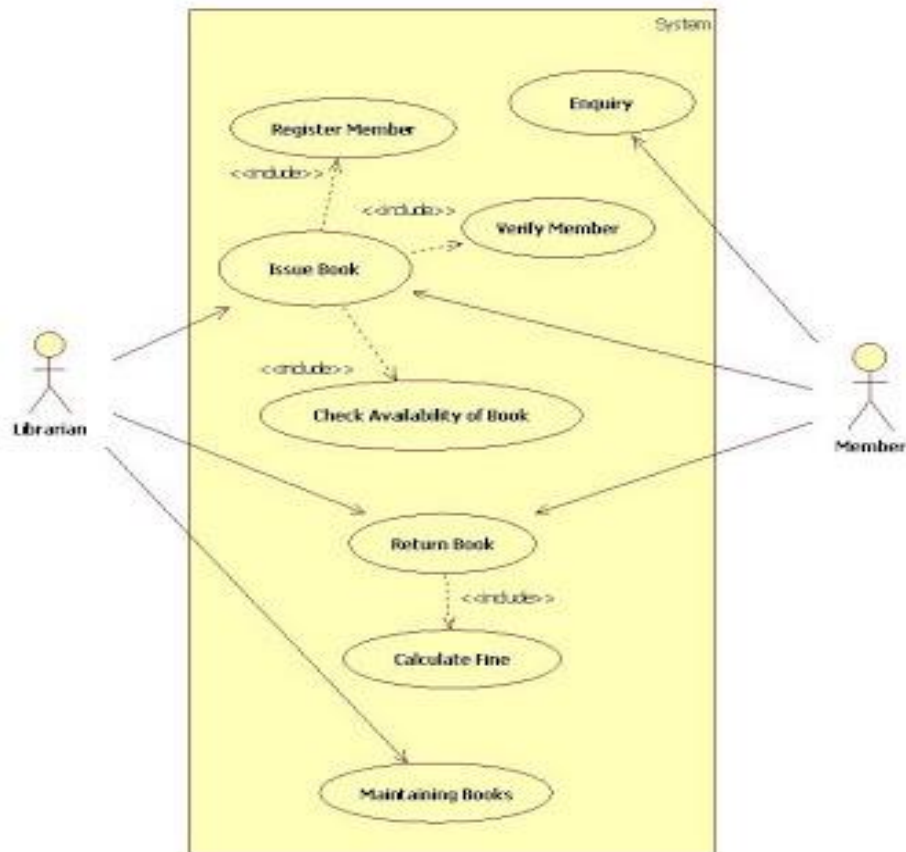 System
Enquiry
Register Member
<<include>>
<<include>>
Verify Member
Issue Book
<<include>>
Check Availability of Book
Librarian
Member
Return Book
<<include>>
Calculate Fine
Maintaining Books